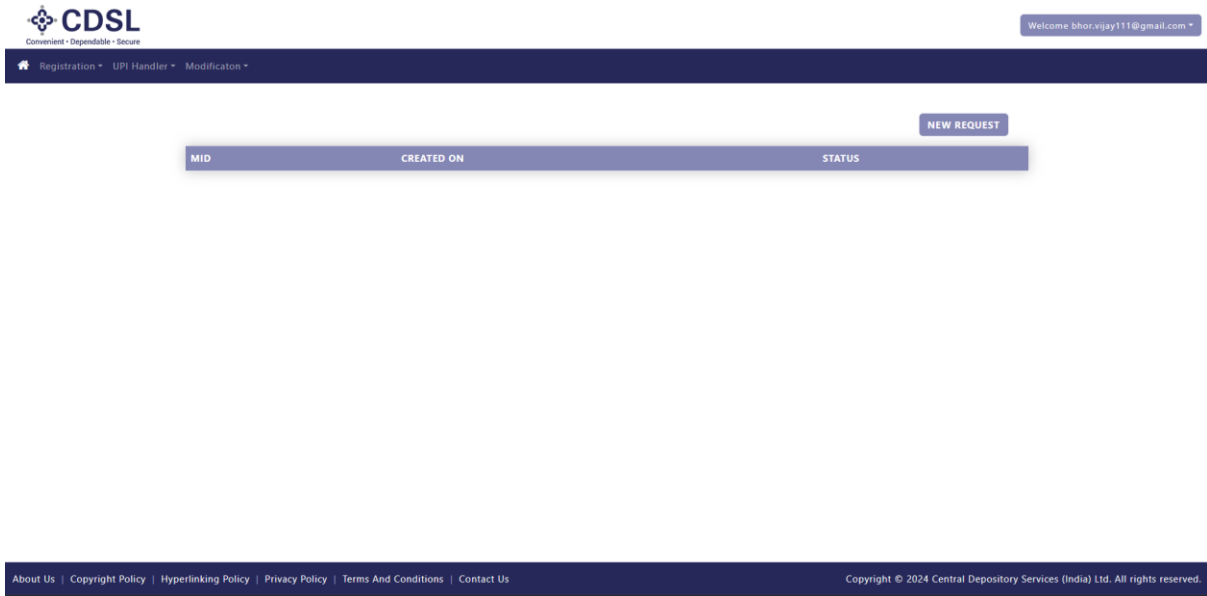 CDSL
Convenient • Dependable • Secure
Welcome bhor.vijay111@gmail.com
Registration UPI Handler Modificaton
NEW REQUEST
MID CREATED ON STATUS
About Us | Copyright Policy | Hyperlinking Policy | Privacy Policy | Terms And Conditions | Contact Us
Copyright © 2024 Central Depository Services (India) Ltd. All rights reserved.